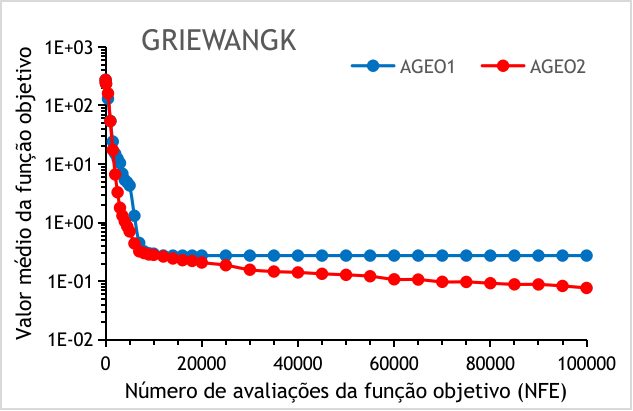 GRIEWANGK
AGEO1
AGEO2
Valor médio da função objetivo
1E+03
1E+02
1E+01
1E+00
1E-01
1E-02
0
20000
40000
60000
80000
100000
Número de avaliações da função objetivo (NFE)